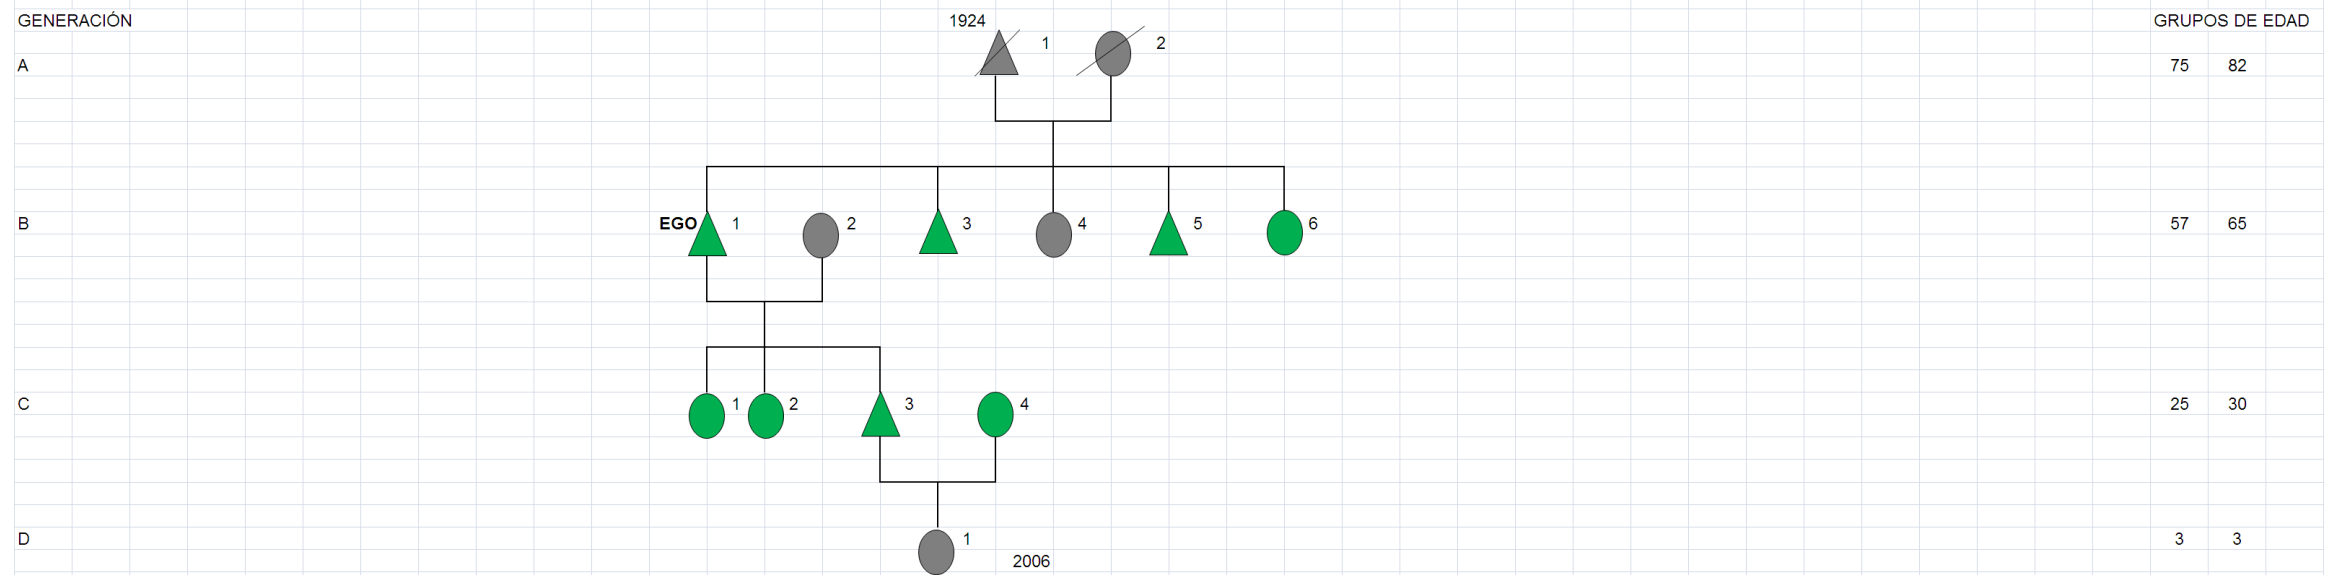 GENERACIÓN 1924 GRUPOS DE EDAD
1 2
A 75 82
B EGO 1 2 3 4 5 6 57 65
C 1 2 3 4 25 30
D 1 3 3
2006